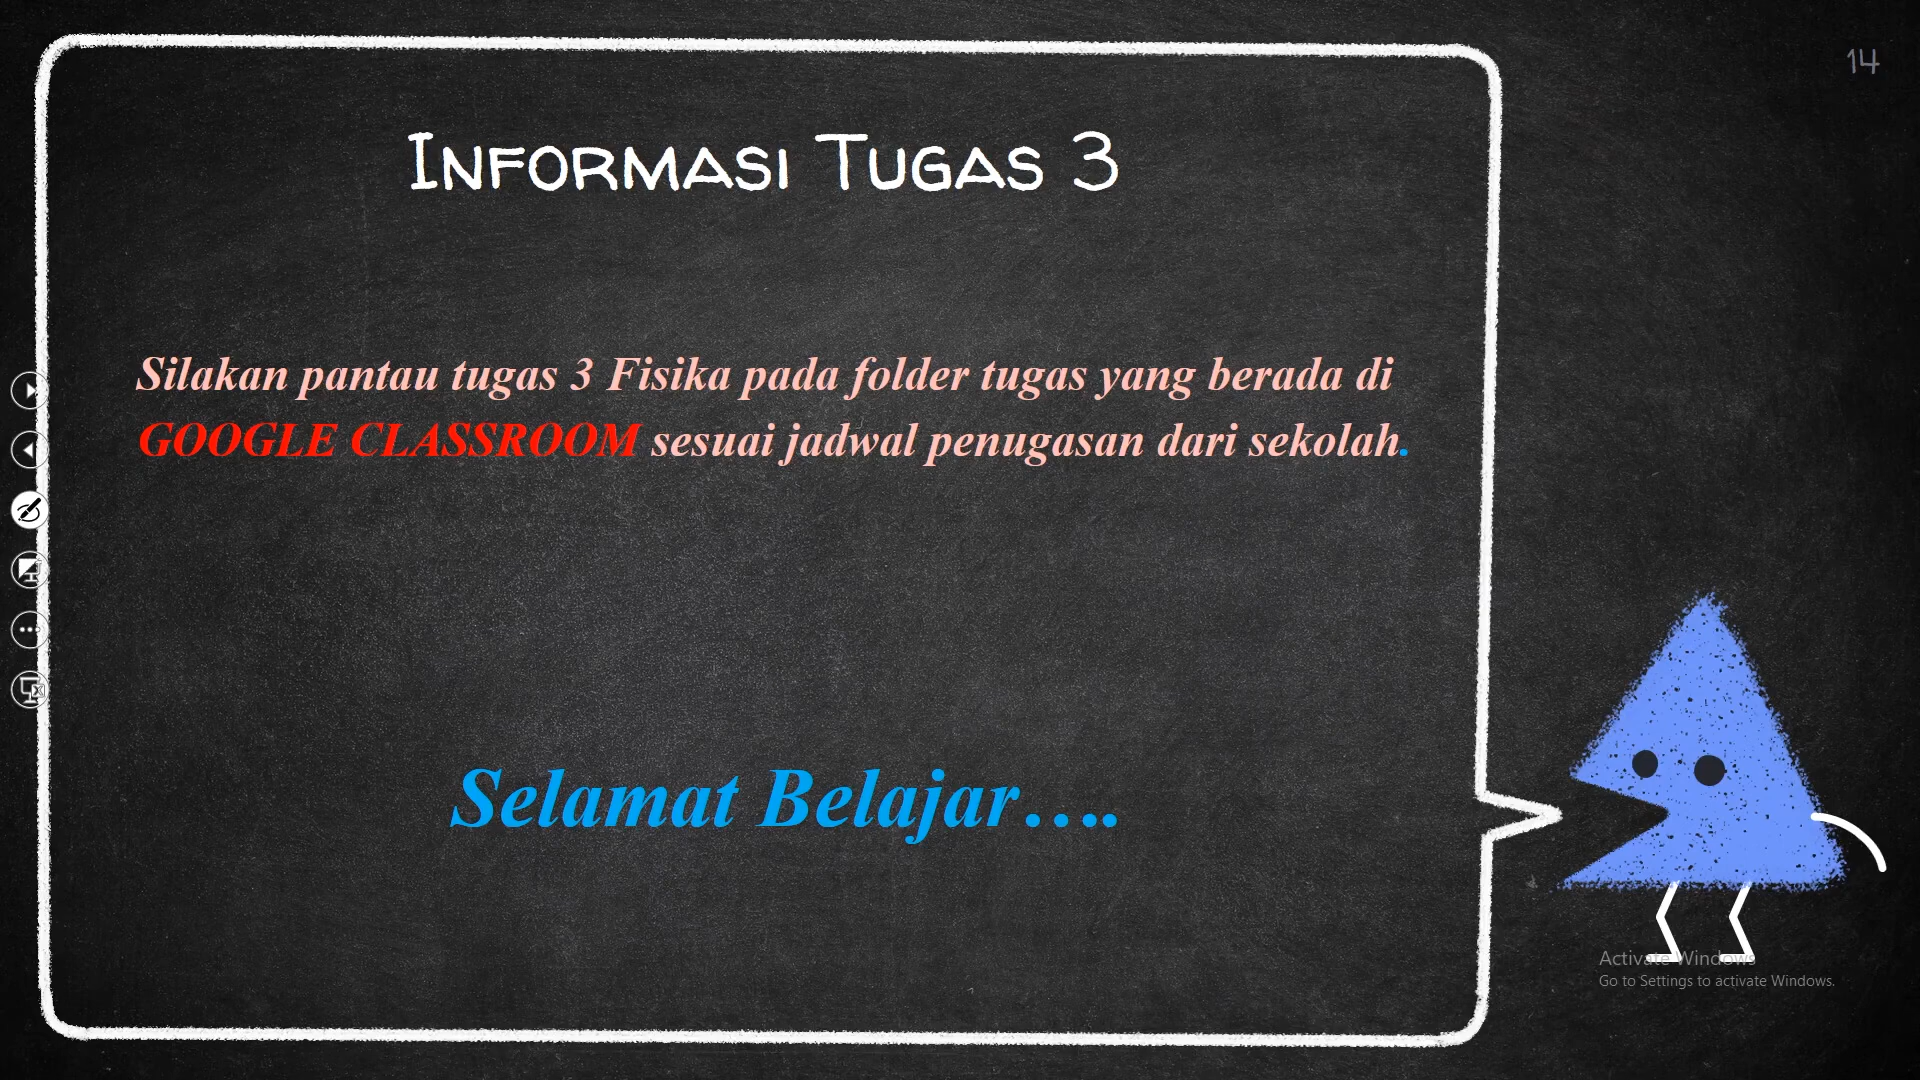 14
Informasi Tugas 3
Silakan pantau tugas 3 Fisika pada folder tugas yang berada di
GOOGLE CLASSROOM sesuai jadwal penugasan dari sekolah.
Selamat Belajar….
Activate Windows
Go to Settings to activate Windows.